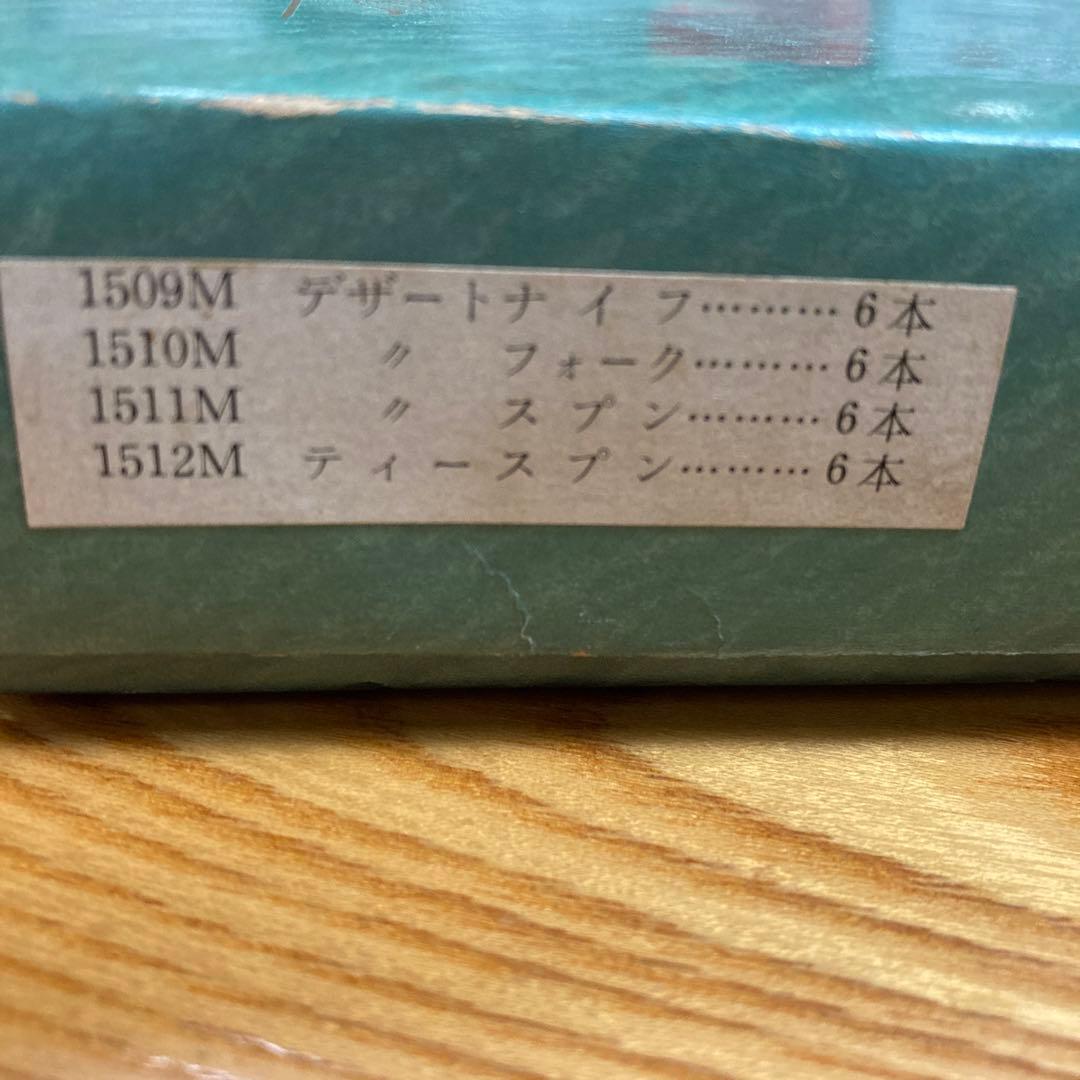 1509M デザートナイフ……… 6本
1510M 〃 フォーク……… 6本
1511M 〃 スプン……… 6本
1512M ティースプン……… 6本